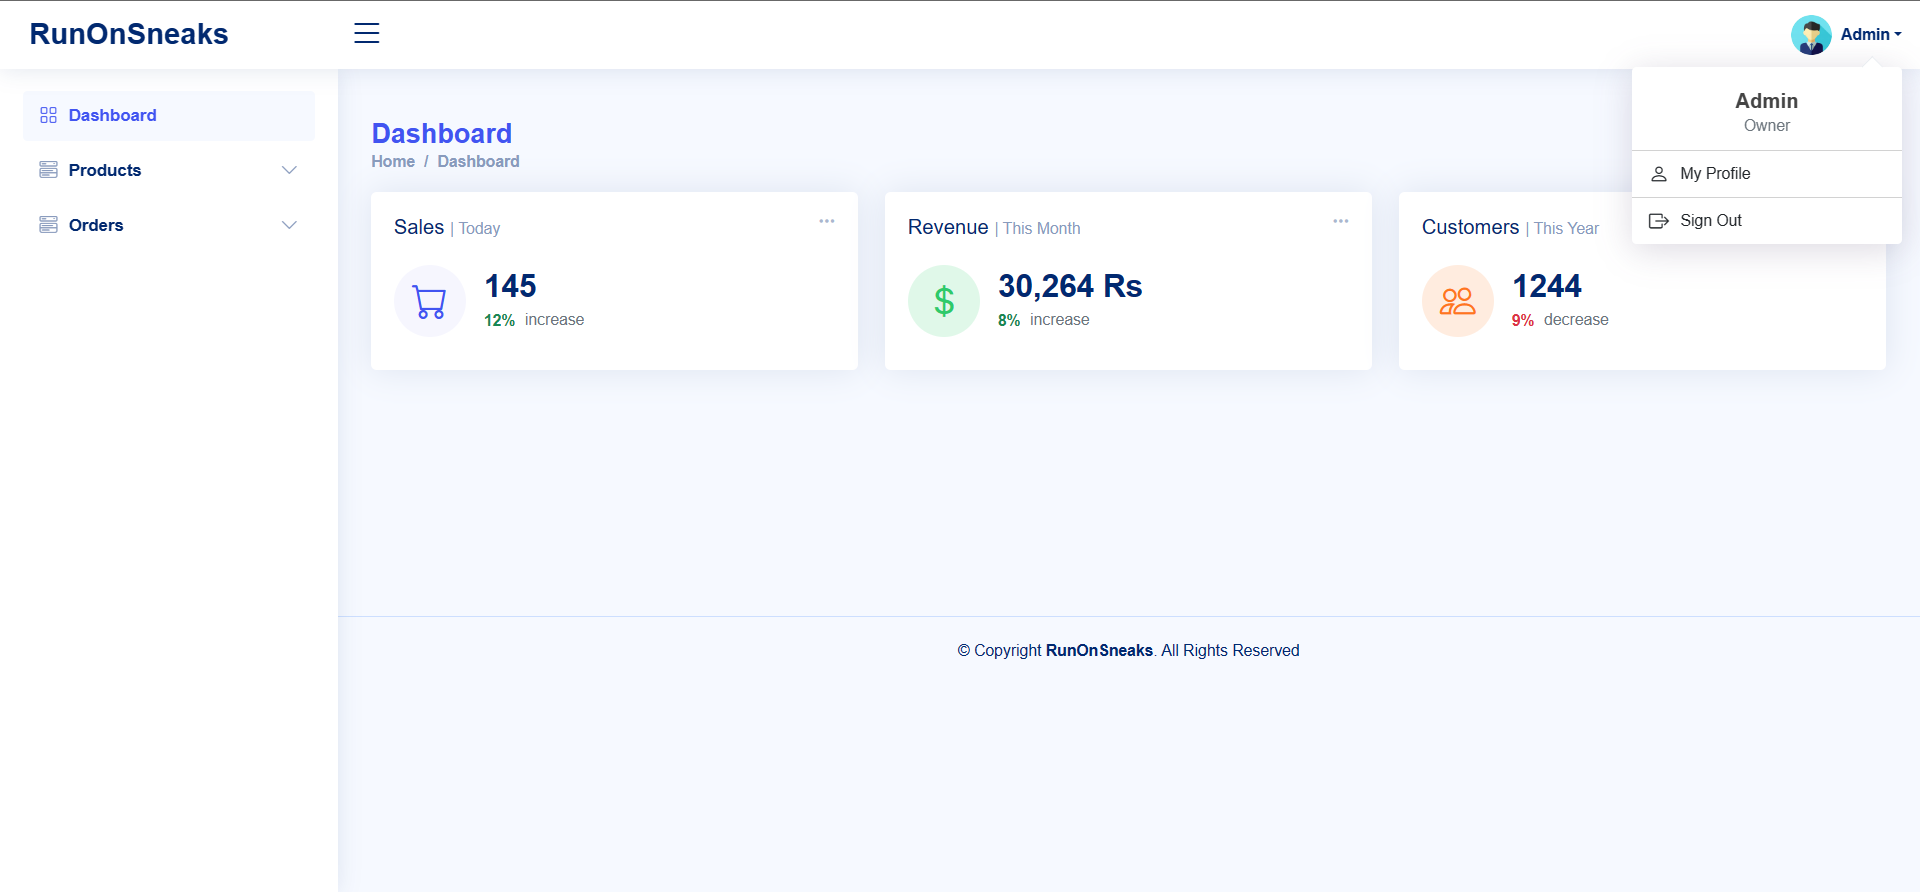 RunOnSneaks
Admin
Admin
Owner
My Profile
Sign Out
Dashboard
Products
Orders
Dashboard
Home / Dashboard
Sales | Today
145
12% increase
Revenue | This Month
$
30,264 Rs
8% increase
Customers | This Year
1244
9% decrease
© Copyright RunOnSneaks. All Rights Reserved